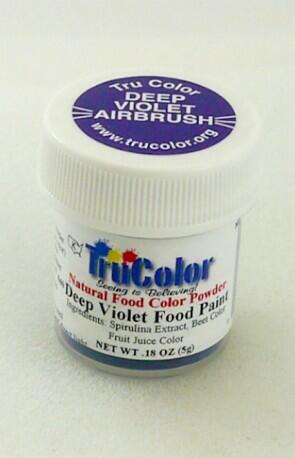 Tru Color
DEEP
VIOLET
AIRBRUSH
www.trucolor.org
TruColor
Seeing is Believing!
Natural Food Color Powder
Deep Violet Food Paint
Ingredients: Spirulina Extract, Beet Color
Fruit Juice Color
NET WT .18 OZ (5g)